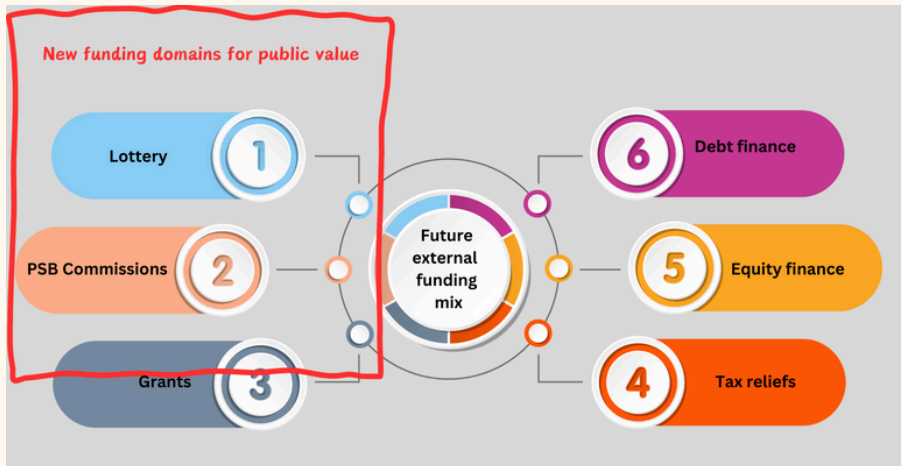 New funding domains for public value
Lottery
1
PSB Commissions
2
Grants
3
Future
external
funding
mix
6
Debt finance
5
Equity finance
4
Tax reliefs